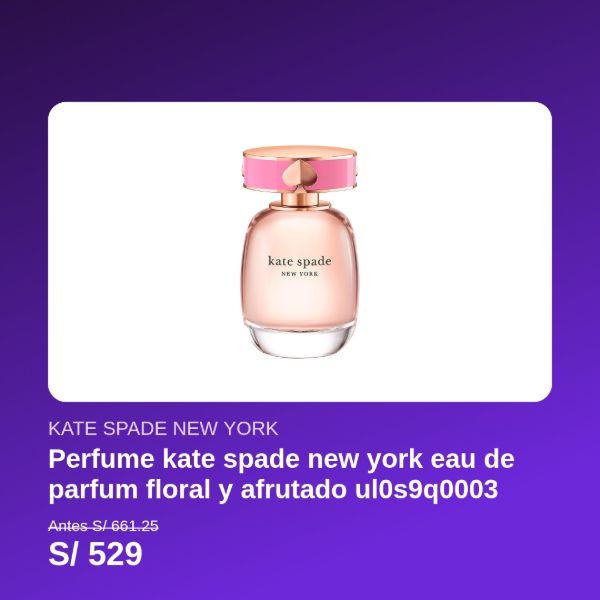 kate spade
NEW YORK
KATE SPADE NEW YORK
Perfume kate spade new york eau de
parfum floral y afrutado ul0s9q0003
Antes S/ 661.25
S/ 529